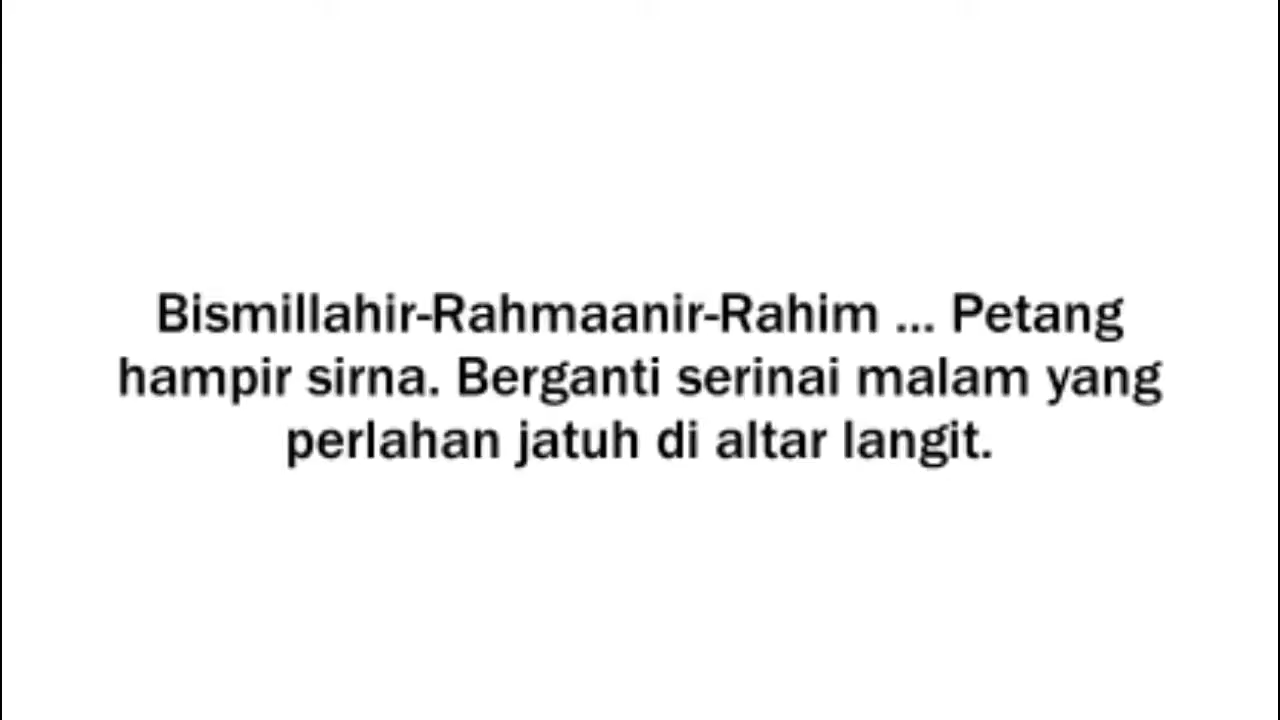 Bismillahir-Rahmaanir-Rahim ... Petang
hampir sirna. Berganti serinai malam yang
perlahan jatuh di altar langit.